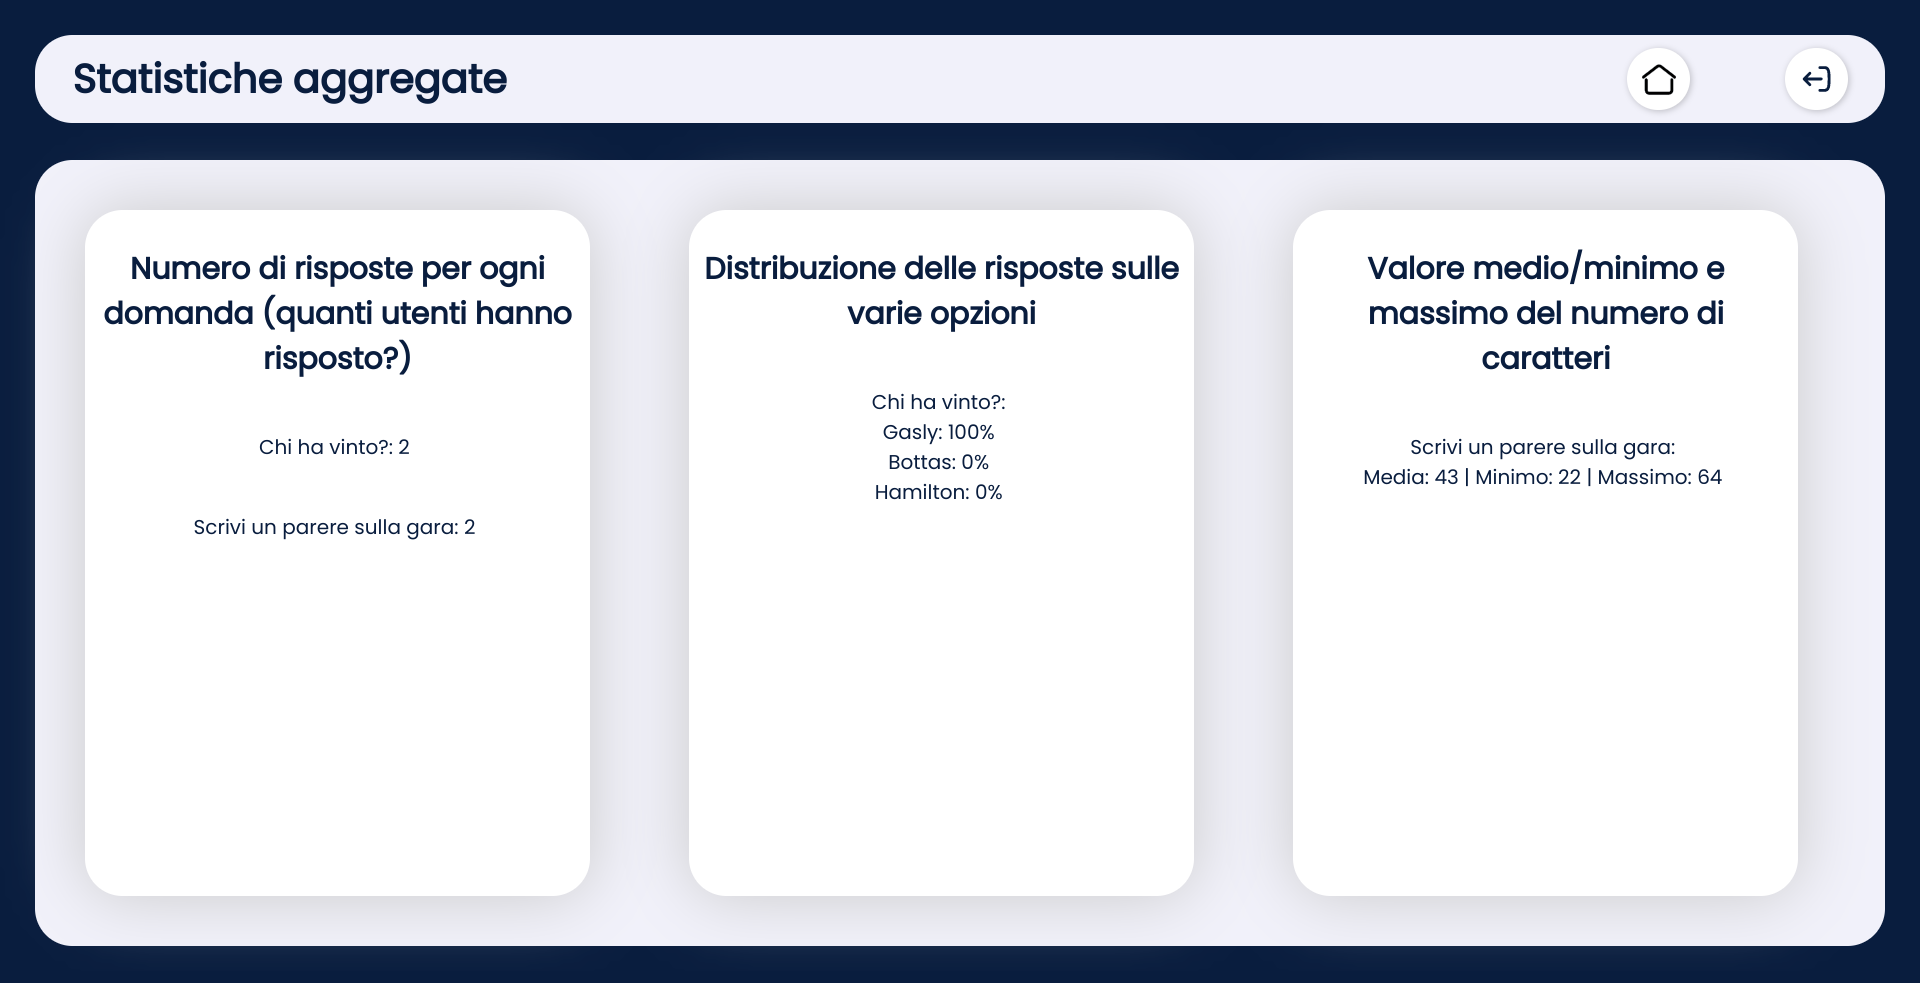 Statistiche aggregate
Numero di risposte per ogni
domanda (quanti utenti hanno
risposto?)
Chi ha vinto?: 2
Scrivi un parere sulla gara: 2
Distribuzione delle risposte sulle
varie opzioni
Chi ha vinto?:
Gasly: 100%
Bottas: 0%
Hamilton: 0%
Valore medio/minimo e
massimo del numero di
caratteri
Scrivi un parere sulla gara:
Media: 43 | Minimo: 22 | Massimo: 64